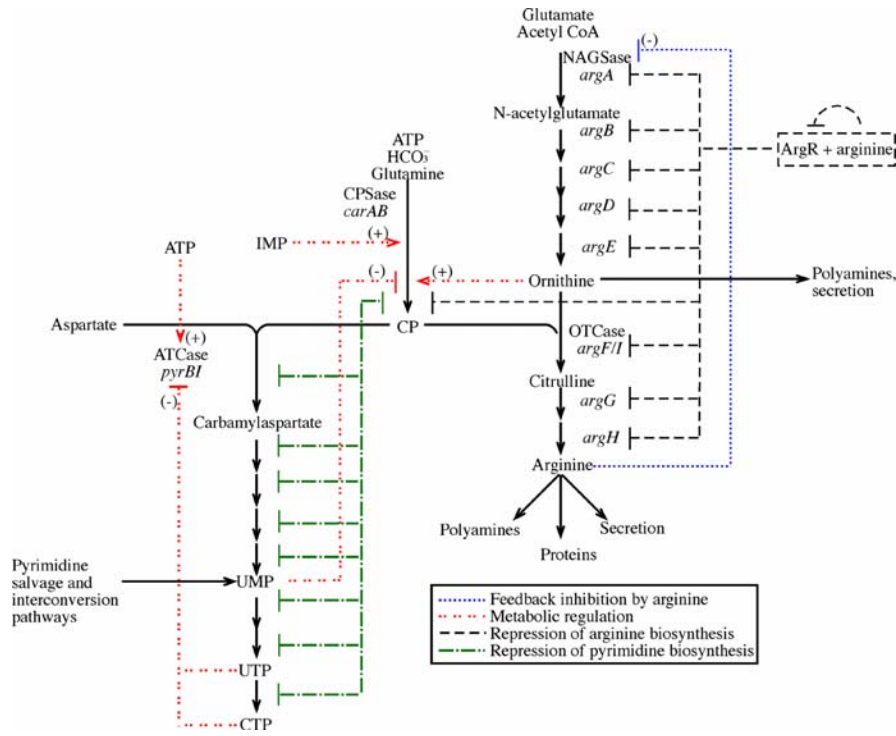 Glutamate
Acetyl CoA
NAGSase
(-)
argA
N-acetylglutamate
argB
ArgR + arginine
argC
argD
argE
ATP
HCO₃⁻
Glutamine
CPSase
carAB
(+)
IMP
ATP
(-)
(+)
Ornithine
Polyamines,
secretion
Aspartate
CP
(+)
ATCase
pyrBI
(-)
OTCase
argF/I
Citrulline
argG
Carbamylaspartate
argH
Arginine
Polyamines
Secretion
Proteins
Pyrimidine
salvage and
interconversion
pathways
UMP
UTP
CTP
Feedback inhibition by arginine
Metabolic regulation
Repression of arginine biosynthesis
Repression of pyrimidine biosynthesis